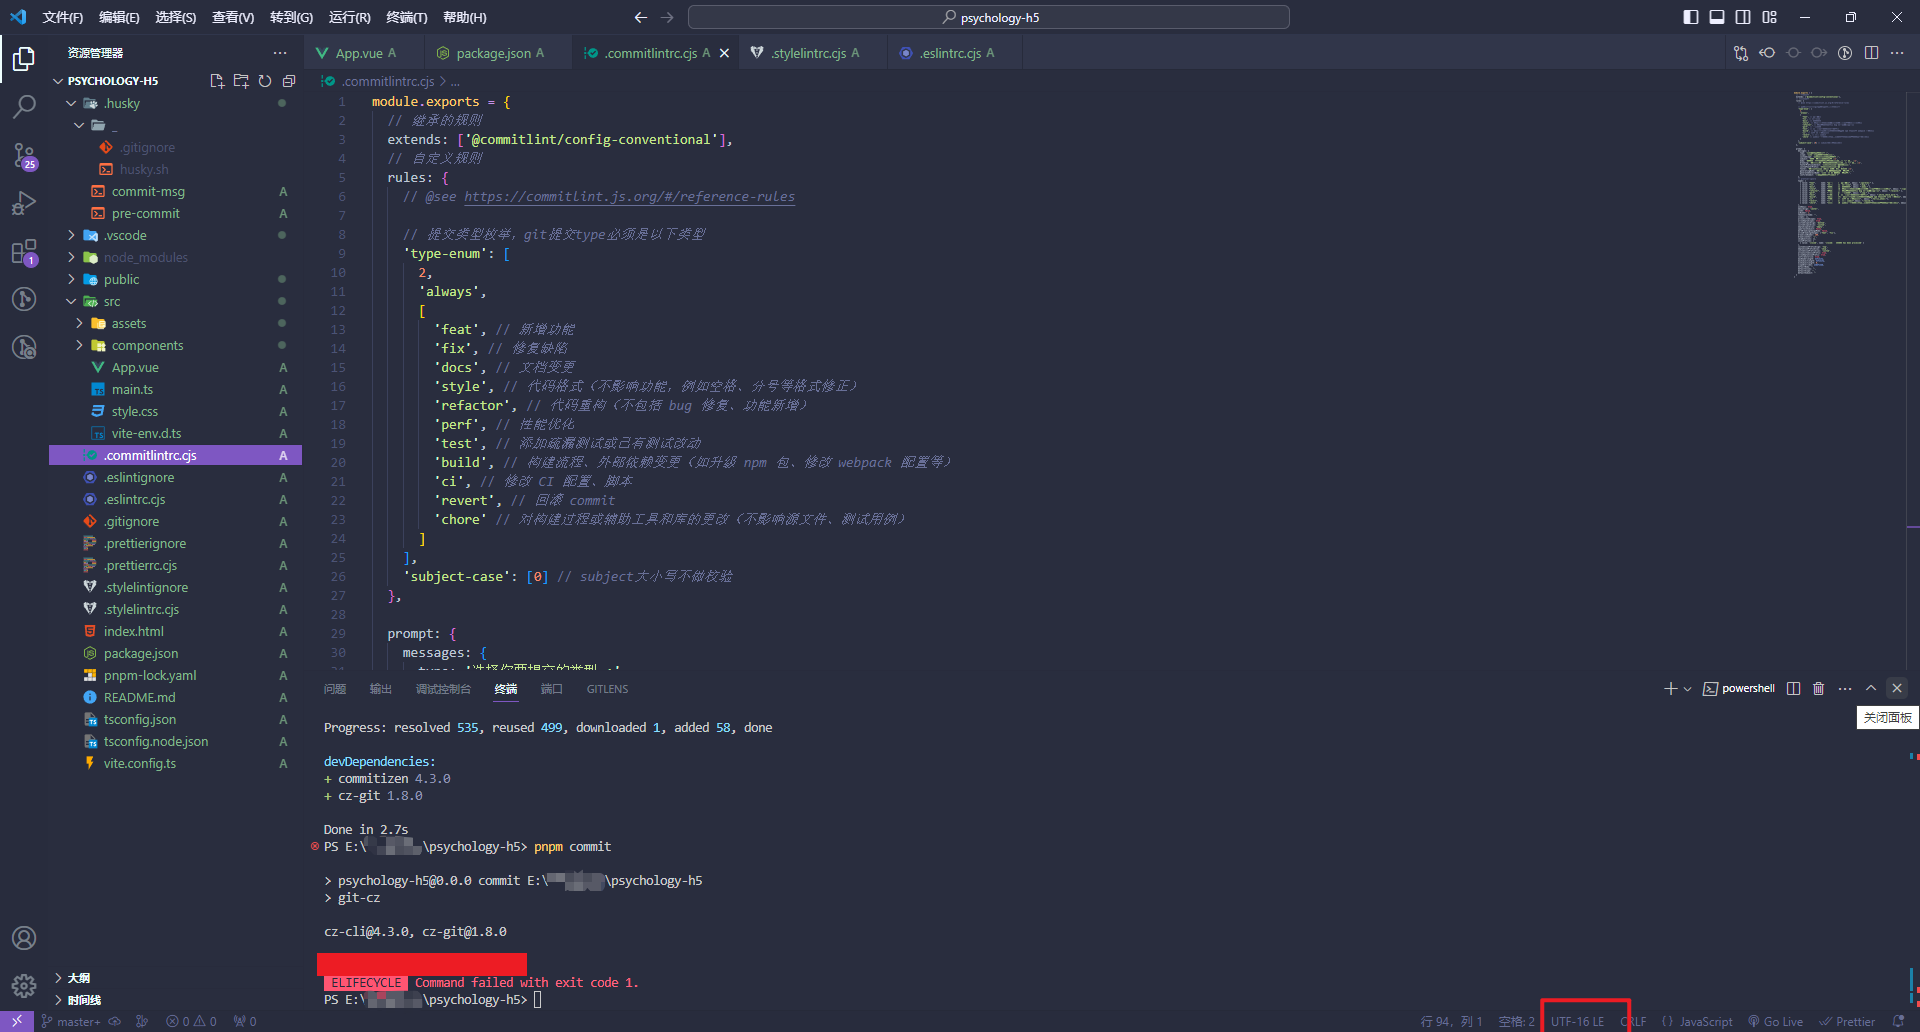 文件(F) 编辑(E) 选择(S) 查看(V) 转到(G) 运行(R) 终端(T) 帮助(H) psychology-h5
资源管理器
PSYCHOLOGY-H5
.husky
_
.gitignore
husky.sh
commit-msg A
pre-commit A
.vscode
node_modules
public
src
assets
components
App.vue A
main.ts A
style.css A
vite-env.d.ts A
.commitlintrc.cjs A
.eslintignore A
.eslintrc.cjs A
.gitignore A
.prettierignore A
.prettierrc.cjs A
.stylelintignore A
.stylelintrc.cjs A
index.html A
package.json A
pnpm-lock.yaml A
README.md A
tsconfig.json A
tsconfig.node.json A
vite.config.ts A
大纲
时间线
25
1
App.vue A package.json A .commitlintrc.cjs A .stylelintrc.cjs A .eslintrc.cjs A
.commitlintrc.cjs > ...
1 module.exports = {
2 // 继承的规则
3 extends: ['@commitlint/config-conventional'],
4 // 自定义规则
5 rules: {
6 // @see https://commitlint.js.org/#/reference-rules
7
8 // 提交类型枚举，git提交type必须是以下类型
9 'type-enum': [
10 2,
11 'always',
12 [
13 'feat', // 新增功能
14 'fix', // 修复缺陷
15 'docs', // 文档变更
16 'style', // 代码格式（不影响功能，例如空格、分号等格式修正）
17 'refactor', // 代码重构（不包括 bug 修复、功能新增）
18 'perf', // 性能优化
19 'test', // 添加疏漏测试或已有测试改动
20 'build', // 构建流程、外部依赖变更（如升级 npm 包、修改 webpack 配置等）
21 'ci', // 修改 CI 配置、脚本
22 'revert', // 回滚 commit
23 'chore' // 对构建过程或辅助工具和库的更改（不影响源文件、测试用例）
24 ]
25 ],
26 'subject-case': [0] // subject大小写不做校验
27 },
28
29 prompt: {
30 messages: {
31 type: '选择你要提交的类型 :'
问题 输出 调试控制台 终端 端口 GITLENS powershell
关闭面板
Progress: resolved 535, reused 499, downloaded 1, added 58, done
devDependencies:
+ commitizen 4.3.0
+ cz-git 1.8.0
Done in 2.7s
PS E:\ \psychology-h5> pnpm commit
> psychology-h5@0.0.0 commit E:\ \psychology-h5
> git-cz
cz-cli@4.3.0, cz-git@1.8.0
ELIFECYCLE Command failed with exit code 1.
PS E:\ \psychology-h5>
master+ 0 0 0 行 94, 列 1 空格: 2 UTF-16 LE CRLF {} JavaScript Go Live Prettier